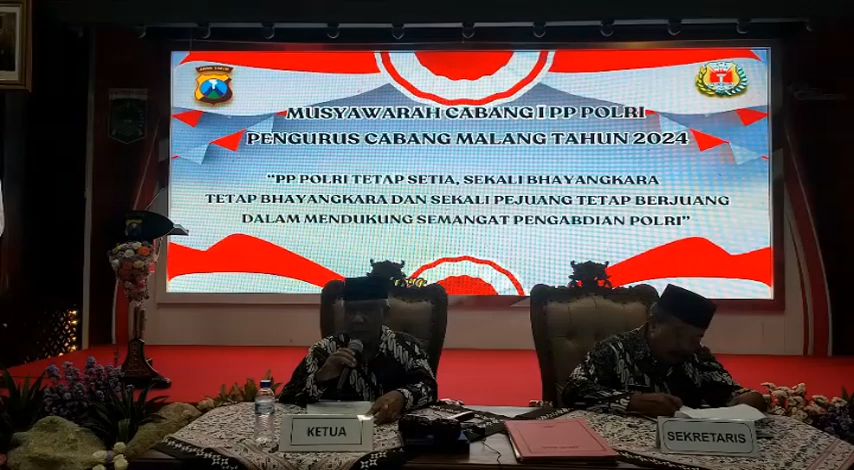 MUSYAWARAH CABANG I PP POLRI
PENGURUS CABANG MALANG TAHUN 2024
"PP POLRI TETAP SETIA, SEKALI BHAYANGKARA
TETAP BHAYANGKARA DAN SEKALI PEJUANG TETAP BERJUANG
DALAM MENDUKUNG SEMANGAT PENGABDIAN POLRI"
KETUA
SEKRETARIS